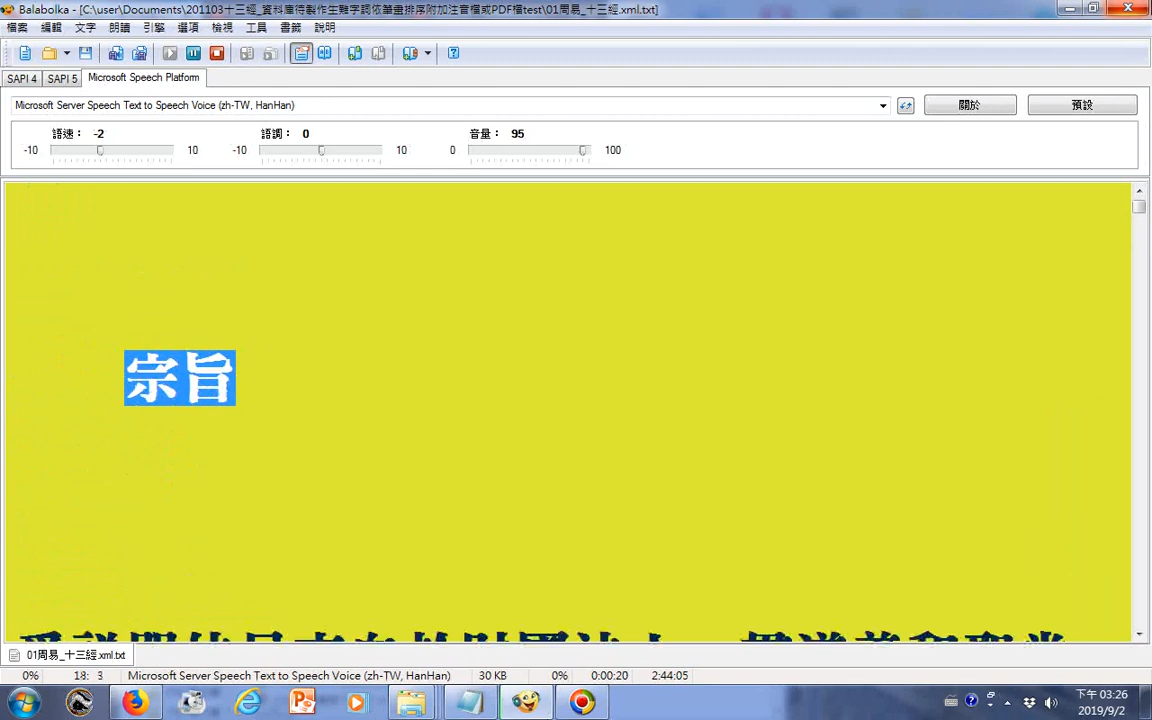 Balabolka - [C:\user\Documents\201103十三經_資料庫待製作生難字詞依筆畫排序附加注音檔或PDF檔test\01周易_十三經.xml.txt]
檔案 編輯 文字 朗讀 引擎 選項 檢視 工具 書籤 說明
SAPI 4 SAPI 5 Microsoft Speech Platform
Microsoft Server Speech Text to Speech Voice (zh-TW, HanHan) 關於 預設
語速： -2 語調： 0 音量： 95
-10 10 -10 10 0 100
宗旨
01周易_十三經.xml.txt
0% 18: 3 Microsoft Server Speech Text to Speech Voice (zh-TW, HanHan) 30 KB 0% 0:00:20 2:44:05
下午 03:26
2019/9/2